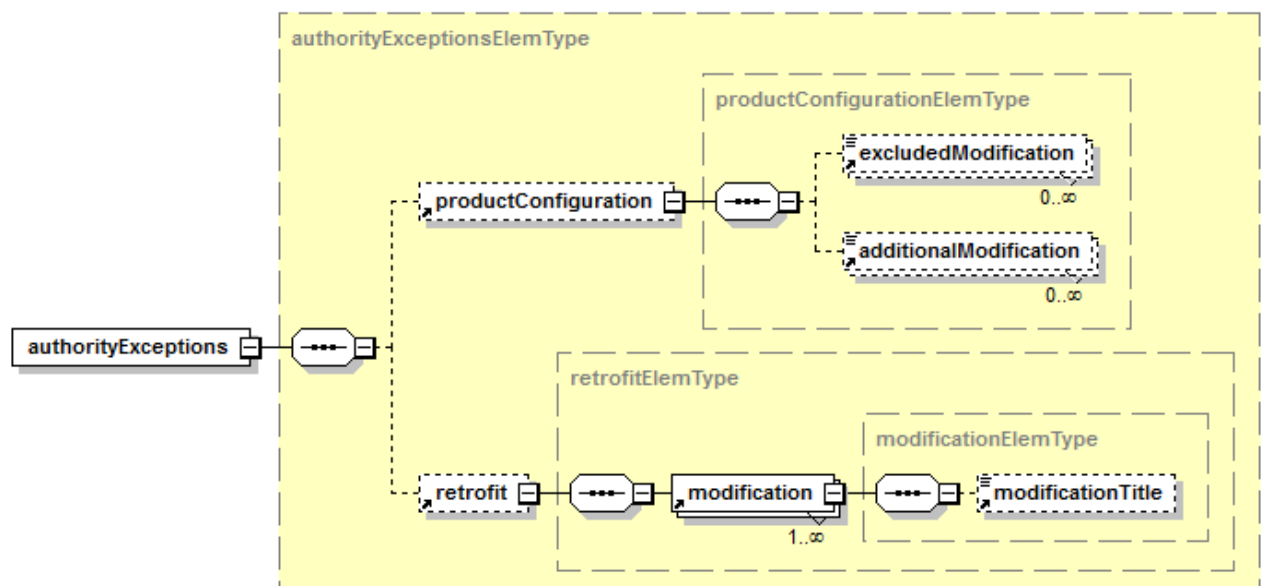 authorityExceptionsElemType
productConfigurationElemType
excludedModification
0..∞
productConfiguration
additionalModification
0..∞
authorityExceptions
retrofitElemType
modificationElemType
retrofit
modification
1..∞
modificationTitle